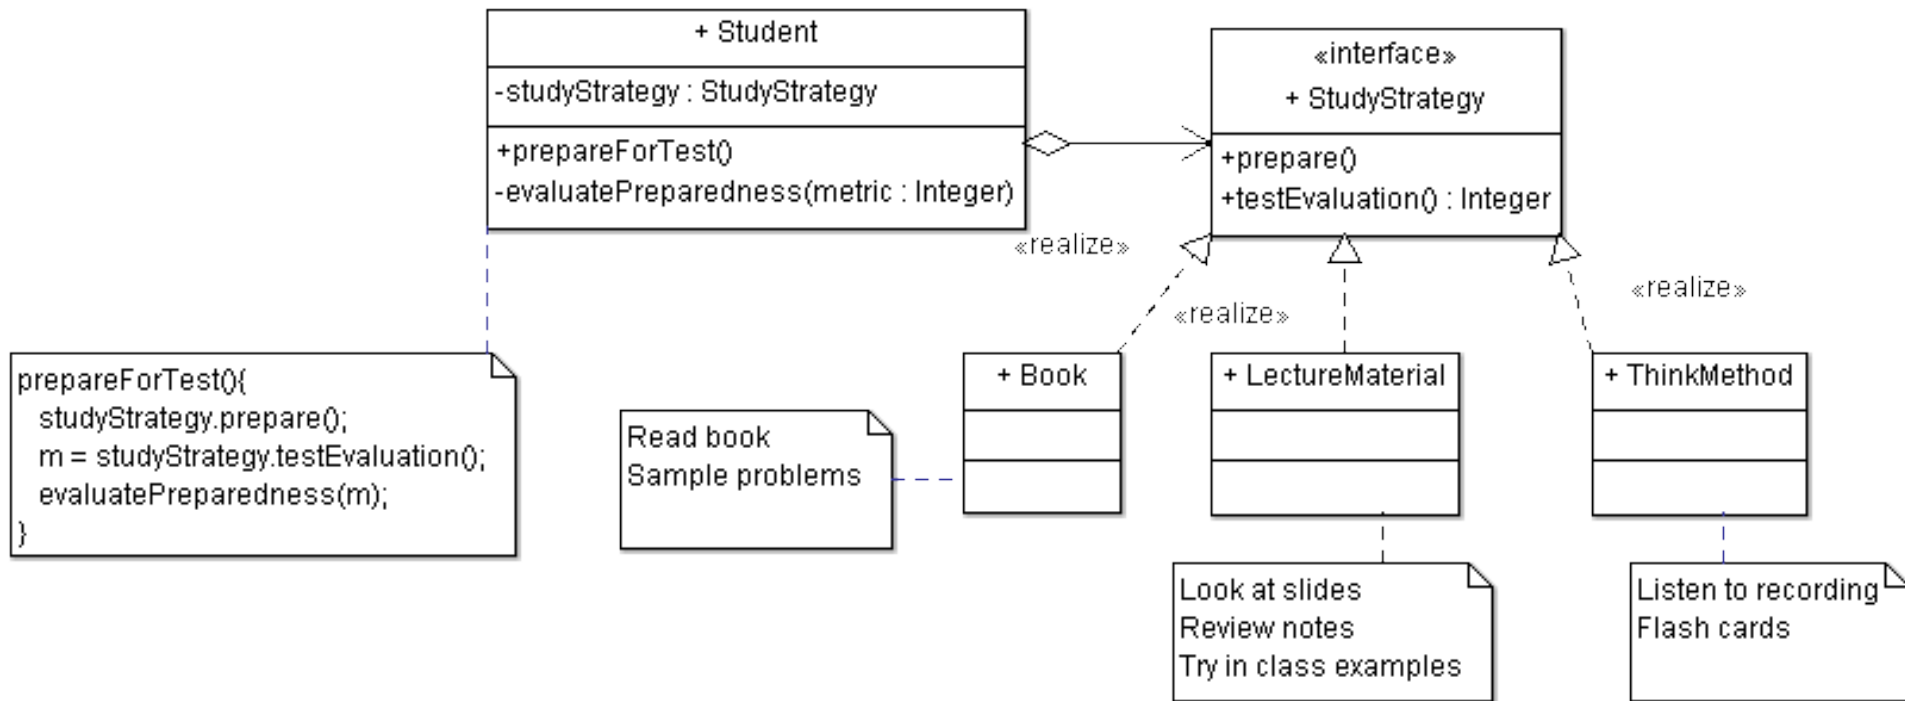 + Student
-studyStrategy : StudyStrategy
+prepareForTest()
-evaluatePreparedness(metric : Integer)
«interface»
+ StudyStrategy
+prepare()
+testEvaluation() : Integer
«realize»
«realize»
«realize»
prepareForTest(){
studyStrategy.prepare();
m = studyStrategy.testEvaluation();
evaluatePreparedness(m);
}
Read book
Sample problems
+ Book
+ LectureMaterial
+ ThinkMethod
Look at slides
Review notes
Try in class examples
Listen to recording
Flash cards